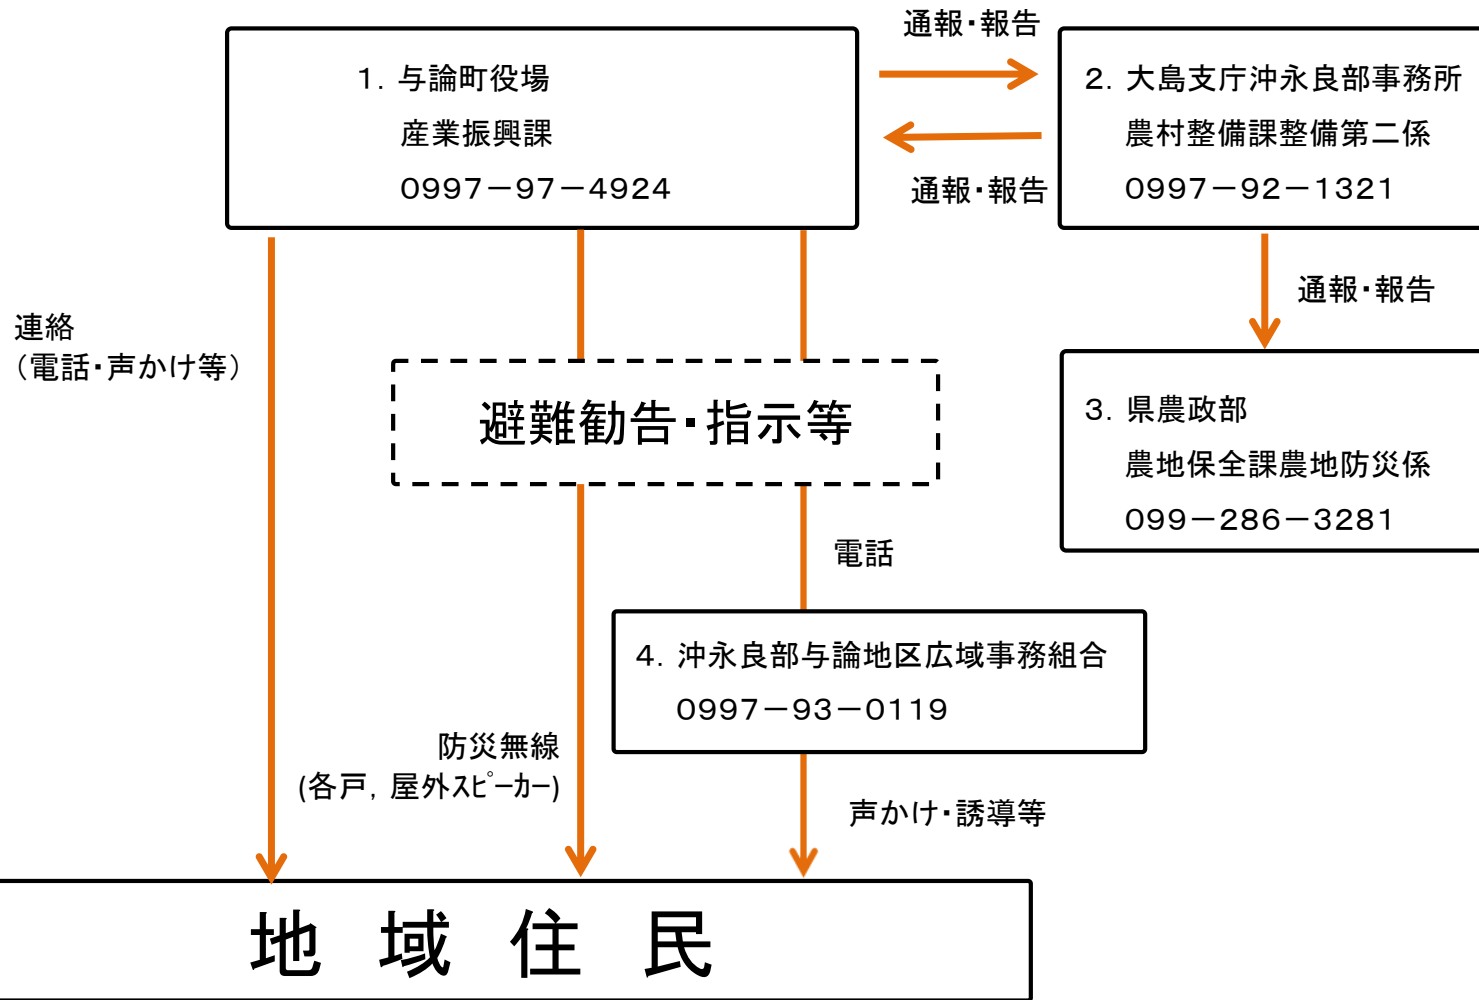 通報・報告
1. 与論町役場
産業振興課
0997－97－4924
2. 大島支庁沖永良部事務所
農村整備課整備第二係
0997－92－1321
通報・報告
通報・報告
連絡
（電話・声かけ等）
避難勧告・指示等
3. 県農政部
農地保全課農地防災係
099－286－3281
電話
4. 沖永良部与論地区広域事務組合
0997－93－0119
防災無線
(各戸，屋外ｽﾋﾟｰｶｰ)
声かけ・誘導等
地域住民